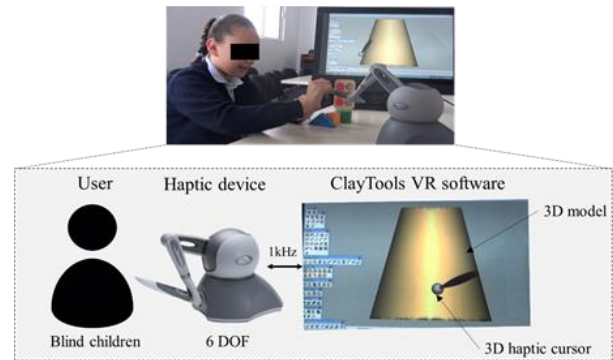 User
Haptic device
ClayTools VR software
3D model
1kHz
Blind children
6 DOF
3D haptic cursor